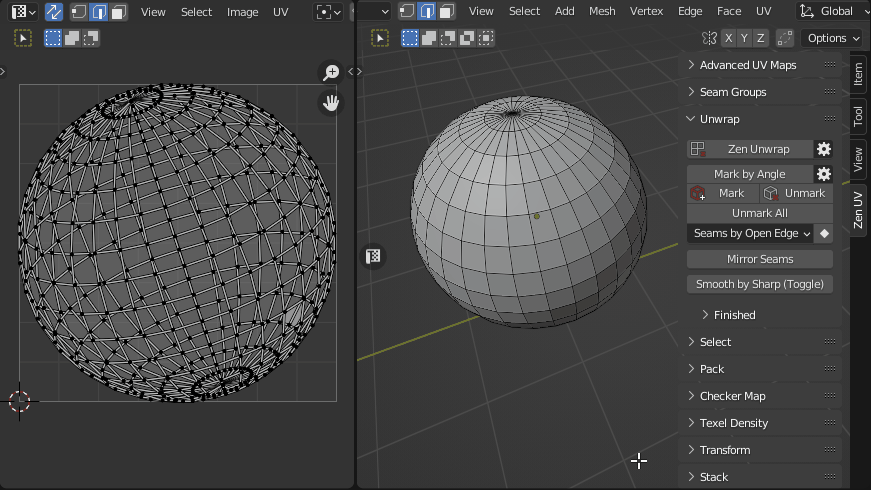 View Select Image UV
View Select Add Mesh Vertex Edge Face UV Global
X Y Z Options
Advanced UV Maps
Seam Groups
Unwrap
Zen Unwrap
Mark by Angle
Mark Unmark
Unmark All
Seams by Open Edge
Mirror Seams
Smooth by Sharp (Toggle)
Finished
Select
Pack
Checker Map
Texel Density
Transform
Stack
Item
Tool
View
Zen UV